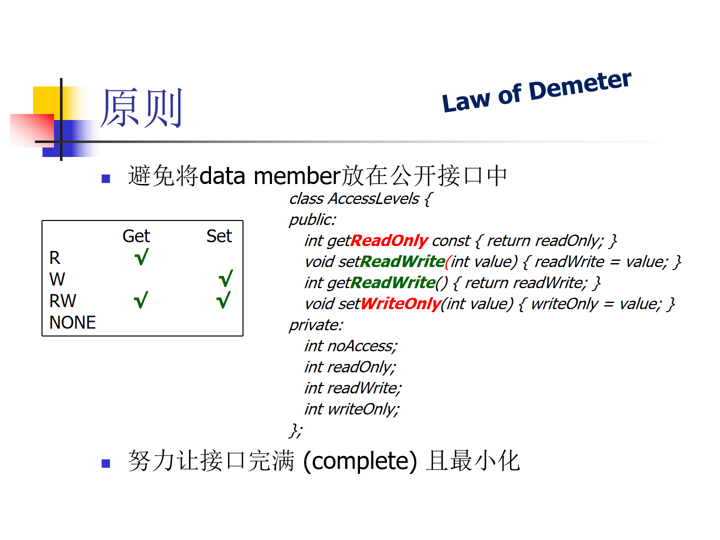 Law of Demeter
原则
避免将data member放在公开接口中
Get Set
R √
W √
RW √ √
NONE
class AccessLevels {
public:
int getReadOnly const { return readOnly; }
void setReadWrite(int value) { readWrite = value; }
int getReadWrite() { return readWrite; }
void setWriteOnly(int value) { writeOnly = value; }
private:
int noAccess;
int readOnly;
int readWrite;
int writeOnly;
};
努力让接口完满 (complete) 且最小化